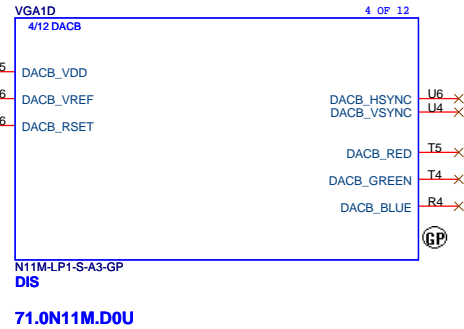 VGA1D 4 OF 12
4/12 DACB
5 DACB_VDD
6 DACB_VREF
6 DACB_RSET
DACB_HSYNC U6
DACB_VSYNC U4
DACB_RED T5
DACB_GREEN T4
DACB_BLUE R4
GP
N11M-LP1-S-A3-GP
DIS
71.0N11M.D0U